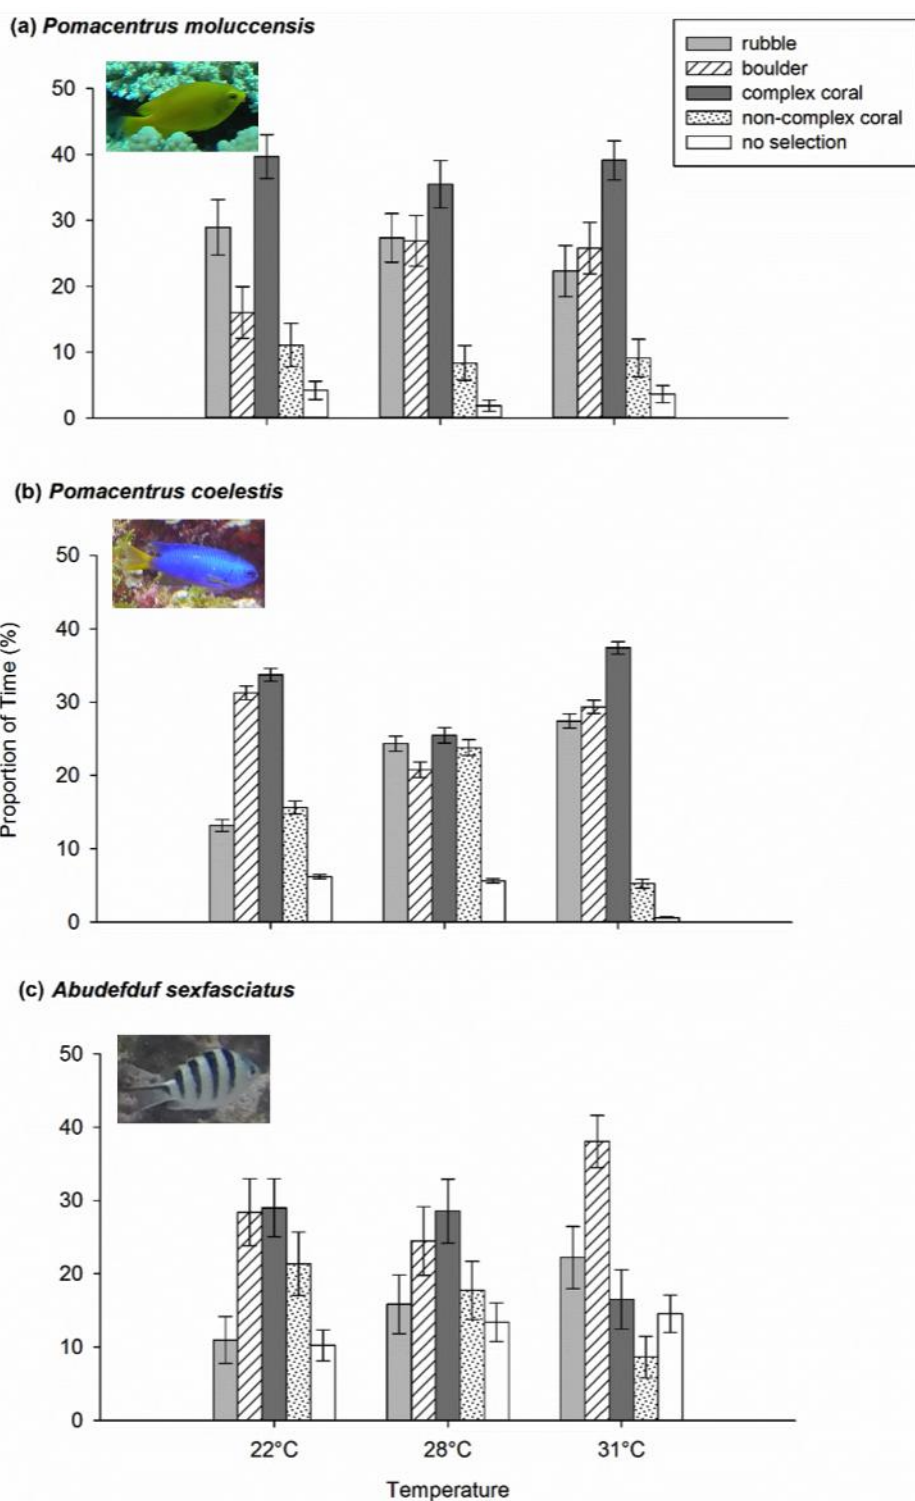 (a) Pomacentrus moluccensis
rubble
boulder
complex coral
non-complex coral
no selection
50
40
30
20
10
0
(b) Pomacentrus coelestis
50
40
30
20
10
0
Proportion of Time (%)
(c) Abudefduf sexfasciatus
50
40
30
20
10
0
22°C 28°C 31°C
Temperature